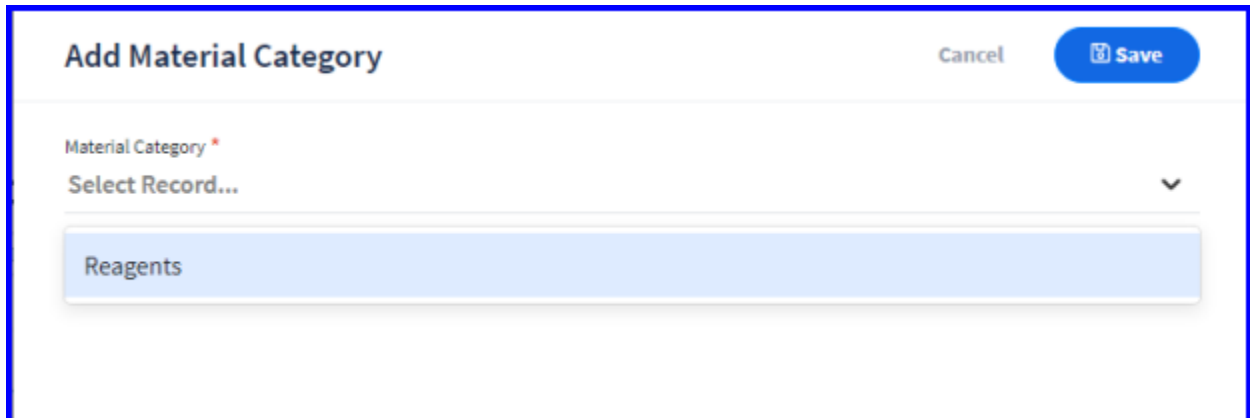 Add Material Category
Cancel
Save
Material Category *
Select Record...
Reagents